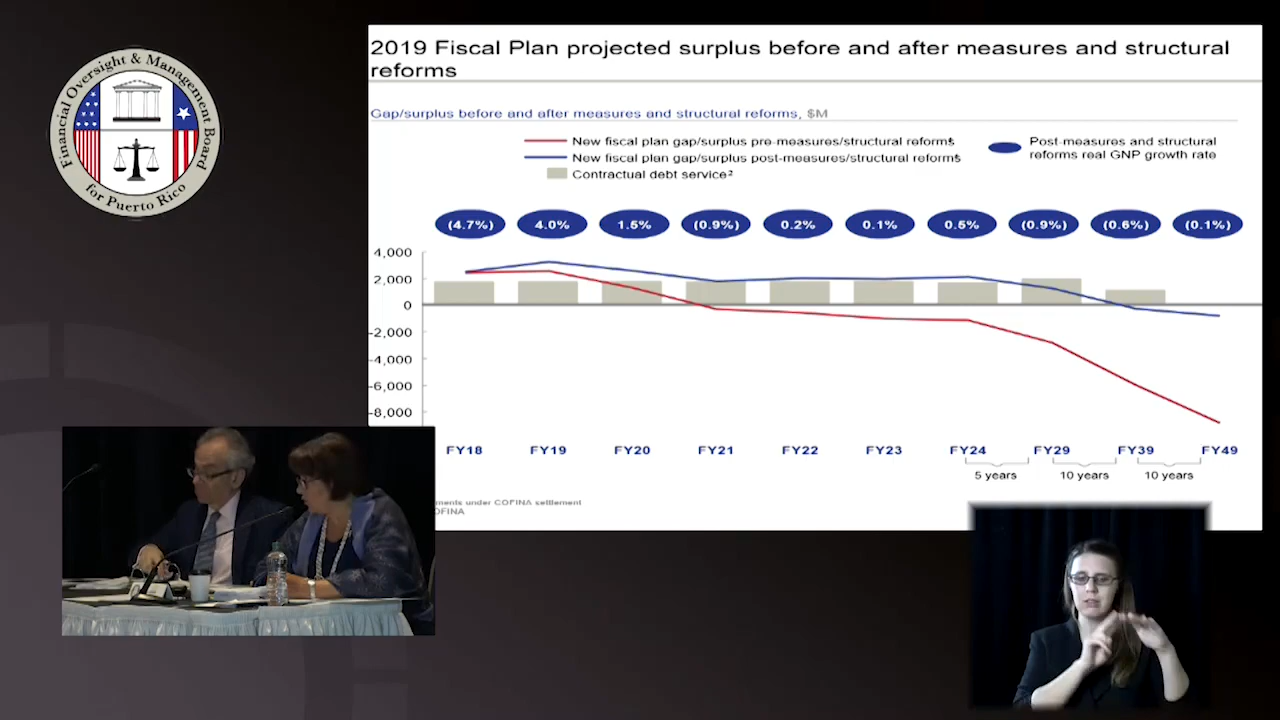 Financial Oversight & Management Board
for Puerto Rico
2019 Fiscal Plan projected surplus before and after measures and structural
reforms
Gap/surplus before and after measures and structural reforms, $M
New fiscal plan gap/surplus pre-measures/structural reforms¹
New fiscal plan gap/surplus post-measures/structural reforms
Contractual debt service²
Post-measures and structural
reforms real GNP growth rate
(4.7%) 4.0% 1.5% (0.9%) 0.2% 0.1% 0.5% (0.9%) (0.6%) (0.1%)
4,000
2,000
0
-2,000
-4,000
-6,000
-8,000
FY18 FY19 FY20 FY21 FY22 FY23 FY24 FY29 FY39 FY49
5 years 10 years 10 years
under COFINA settlement